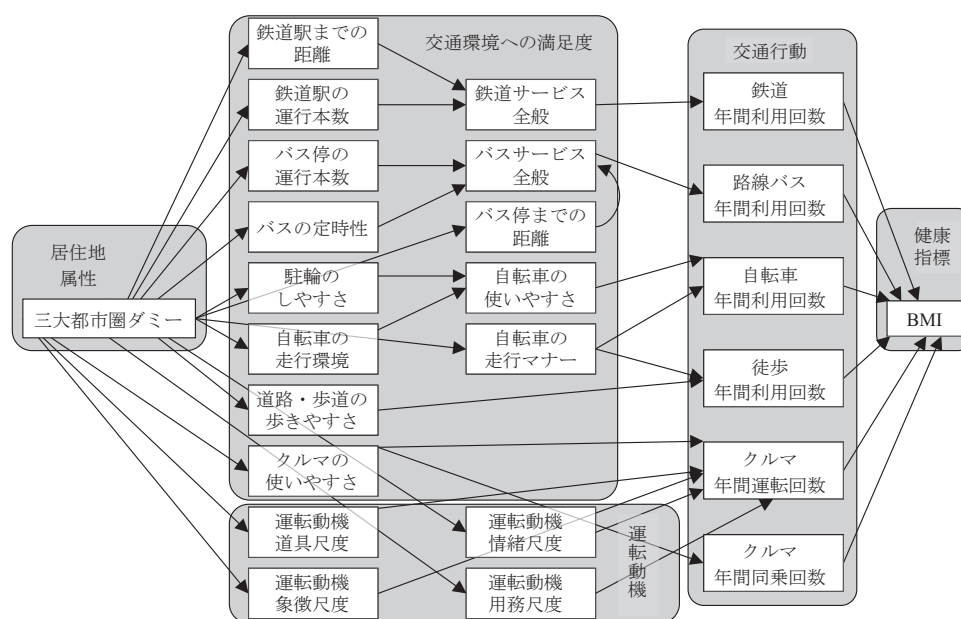 居住地
属性
三大都市圏ダミー
交通環境への満足度
鉄道駅までの
距離
鉄道駅の
運行本数
バス停の
運行本数
バスの定時性
駐輪の
しやすさ
自転車の
走行環境
道路・歩道の
歩きやすさ
クルマの
使いやすさ
鉄道サービス
全般
バスサービス
全般
バス停までの
距離
自転車の
使いやすさ
自転車の
走行マナー
運転動機
道具尺度
運転動機
象徴尺度
運転動機
情緒尺度
運転動機
用務尺度
運転動機
交通行動
鉄道
年間利用回数
路線バス
年間利用回数
自転車
年間利用回数
徒歩
年間利用回数
クルマ
年間運転回数
クルマ
年間同乗回数
健康
指標
BMI